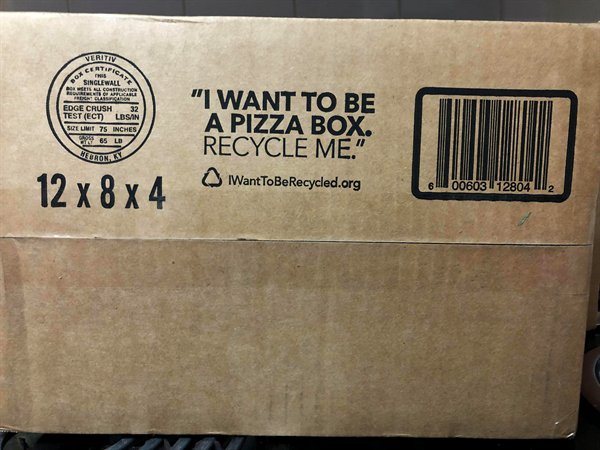 VERITIV
BOX CERTIFICATE
THIS
SINGLEWALL
BOX MEETS ALL CONSTRUCTION
REQUIREMENTS OF APPLICABLE
FREIGHT CLASSIFICATION
EDGE CRUSH 32
TEST (ECT) LBS/IN
SIZE LIMIT 75 INCHES
GROSS
WT LT 65 LB
HEBRON, KY
12 x 8 x 4
"I WANT TO BE
A PIZZA BOX.
RECYCLE ME."
IWantToBeRecycled.org
6 00603 12804 2